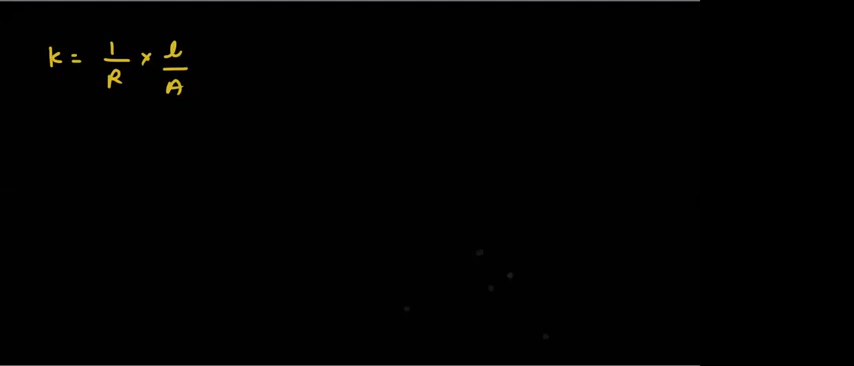 k = 1/R × l/A